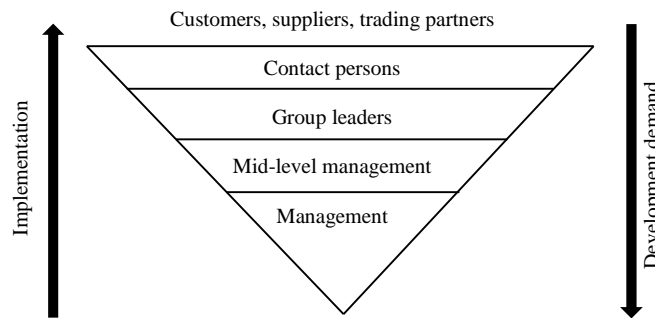 Customers, suppliers, trading partners
Contact persons
Group leaders
Mid-level management
Management
Implementation
Development demand